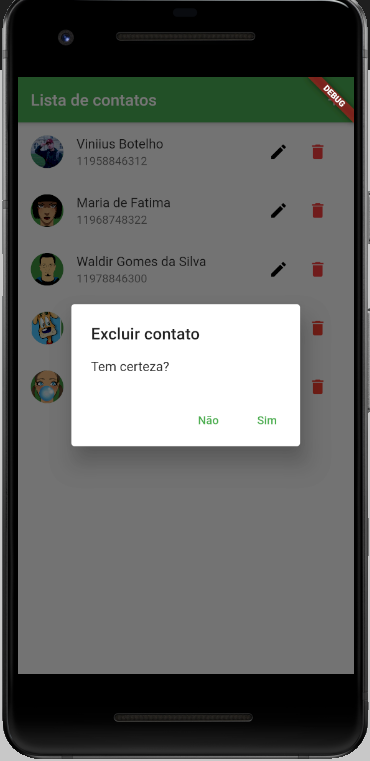 Lista de contatos
DEBUG
Viniius Botelho
11958846312
Maria de Fatima
11968748322
Waldir Gomes da Silva
11978846300
Excluir contato
Tem certeza?
Não
Sim